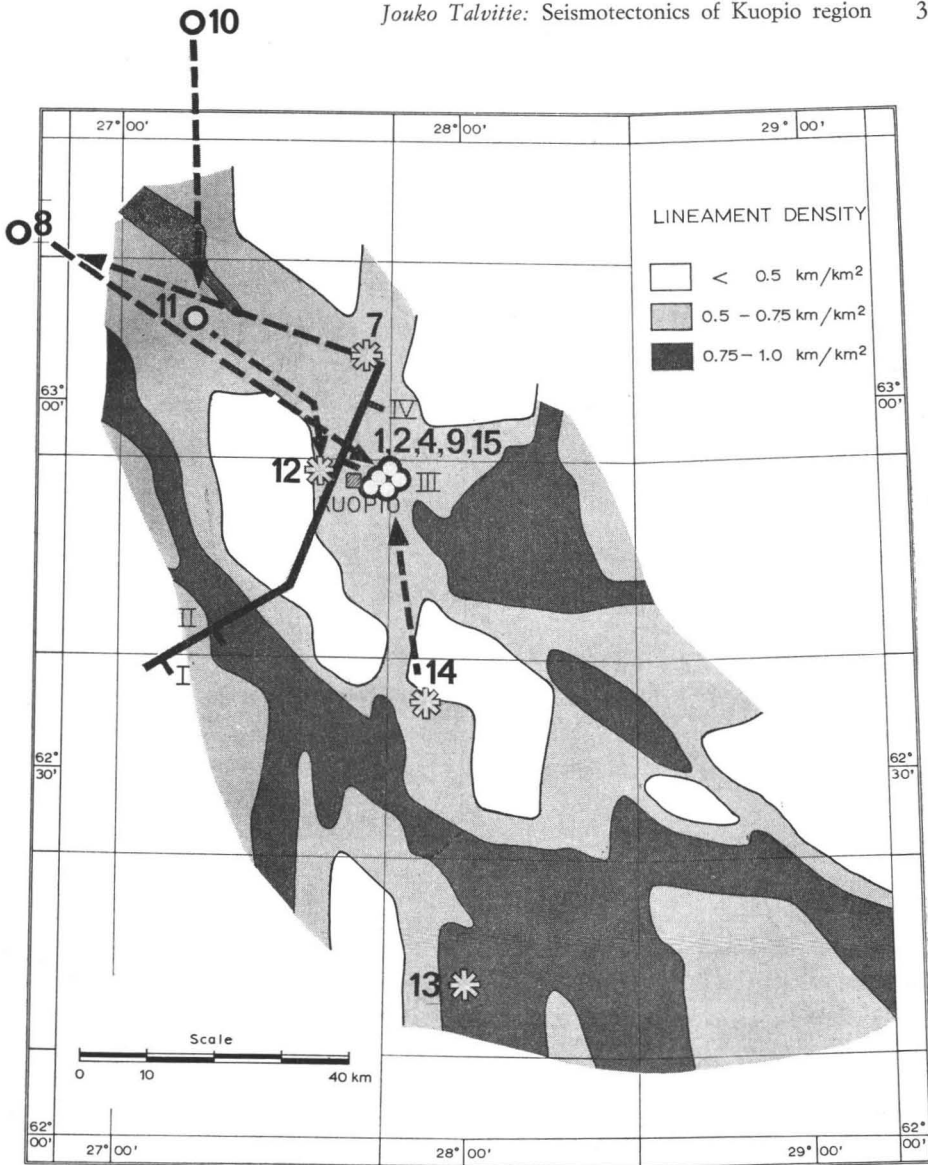 Jouko Talvitie: Seismotectonics of Kuopio region 3
10
27° 00' 28° 00' 29° 00'
LINEAMENT DENSITY
8
< 0.5 km/km²
0.5 – 0.75 km/km²
0.75 – 1.0 km/km²
11
7
63° 00' 63° 00'
IV
1,2,4,9,15
12
III
KUOPIO
II
I
14
62° 30' 62° 30'
13
Scale
0 10 40 km
62° 00' 62° 00'
27° 00' 28° 00' 29° 00'